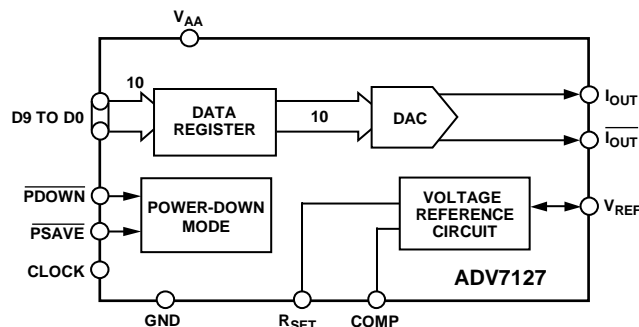 VAA
10
D9 TO D0
DATA
REGISTER
10
DAC
IOUT
IOUT
PDOWN
PSAVE
POWER-DOWN
MODE
VOLTAGE
REFERENCE
CIRCUIT
VREF
CLOCK
ADV7127
GND
RSET
COMP